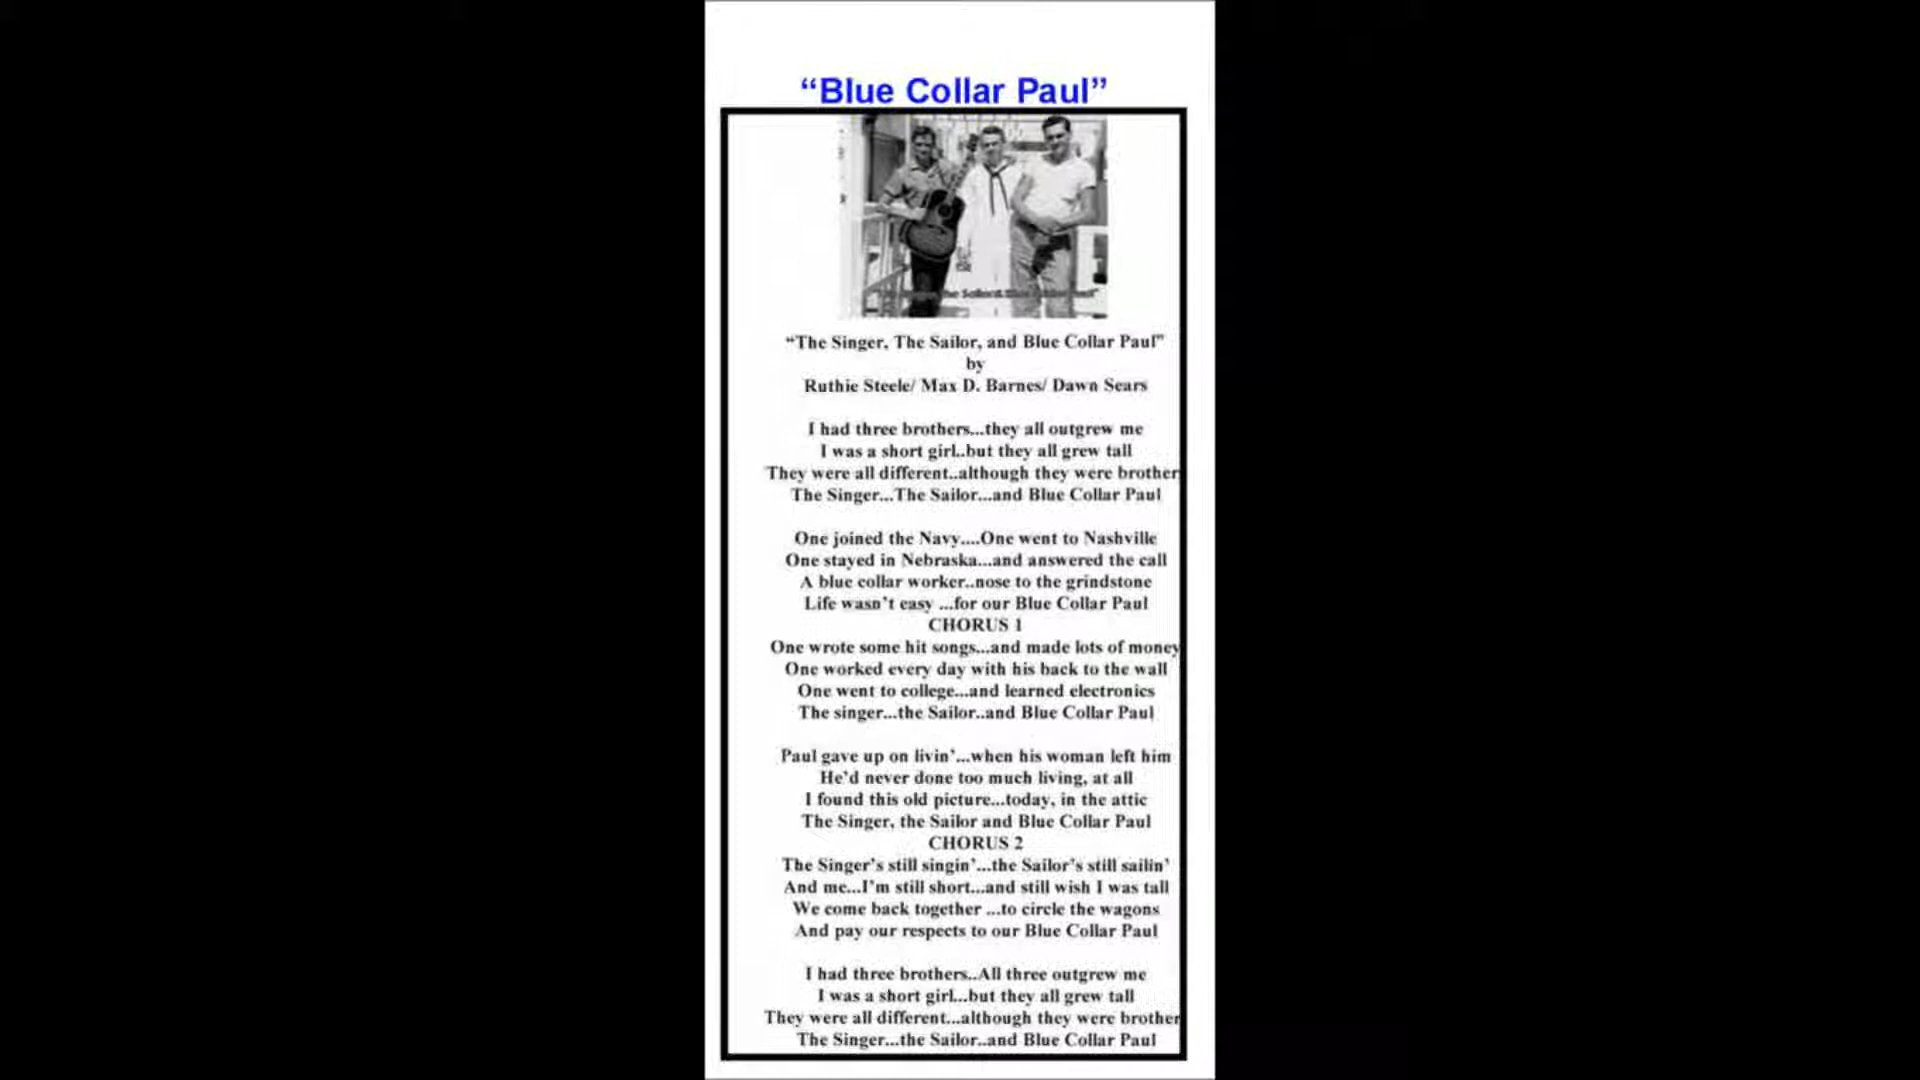 “Blue Collar Paul”
“The Singer, The Sailor, and Blue Collar Paul”
by
Ruthie Steele/ Max D. Barnes/ Dawn Sears
I had three brothers...they all outgrew me
I was a short girl..but they all grew tall
They were all different..although they were brother
The Singer...The Sailor...and Blue Collar Paul
One joined the Navy....One went to Nashville
One stayed in Nebraska...and answered the call
A blue collar worker..nose to the grindstone
Life wasn’t easy ...for our Blue Collar Paul
CHORUS 1
One wrote some hit songs...and made lots of money
One worked every day with his back to the wall
One went to college...and learned electronics
The singer...the Sailor..and Blue Collar Paul
Paul gave up on livin’...when his woman left him
He’d never done too much living, at all
I found this old picture...today, in the attic
The Singer, the Sailor and Blue Collar Paul
CHORUS 2
The Singer’s still singin’...the Sailor’s still sailin’
And me...I’m still short...and still wish I was tall
We come back together ...to circle the wagons
And pay our respects to our Blue Collar Paul
I had three brothers..All three outgrew me
I was a short girl...but they all grew tall
They were all different...although they were brother
The Singer...the Sailor..and Blue Collar Paul